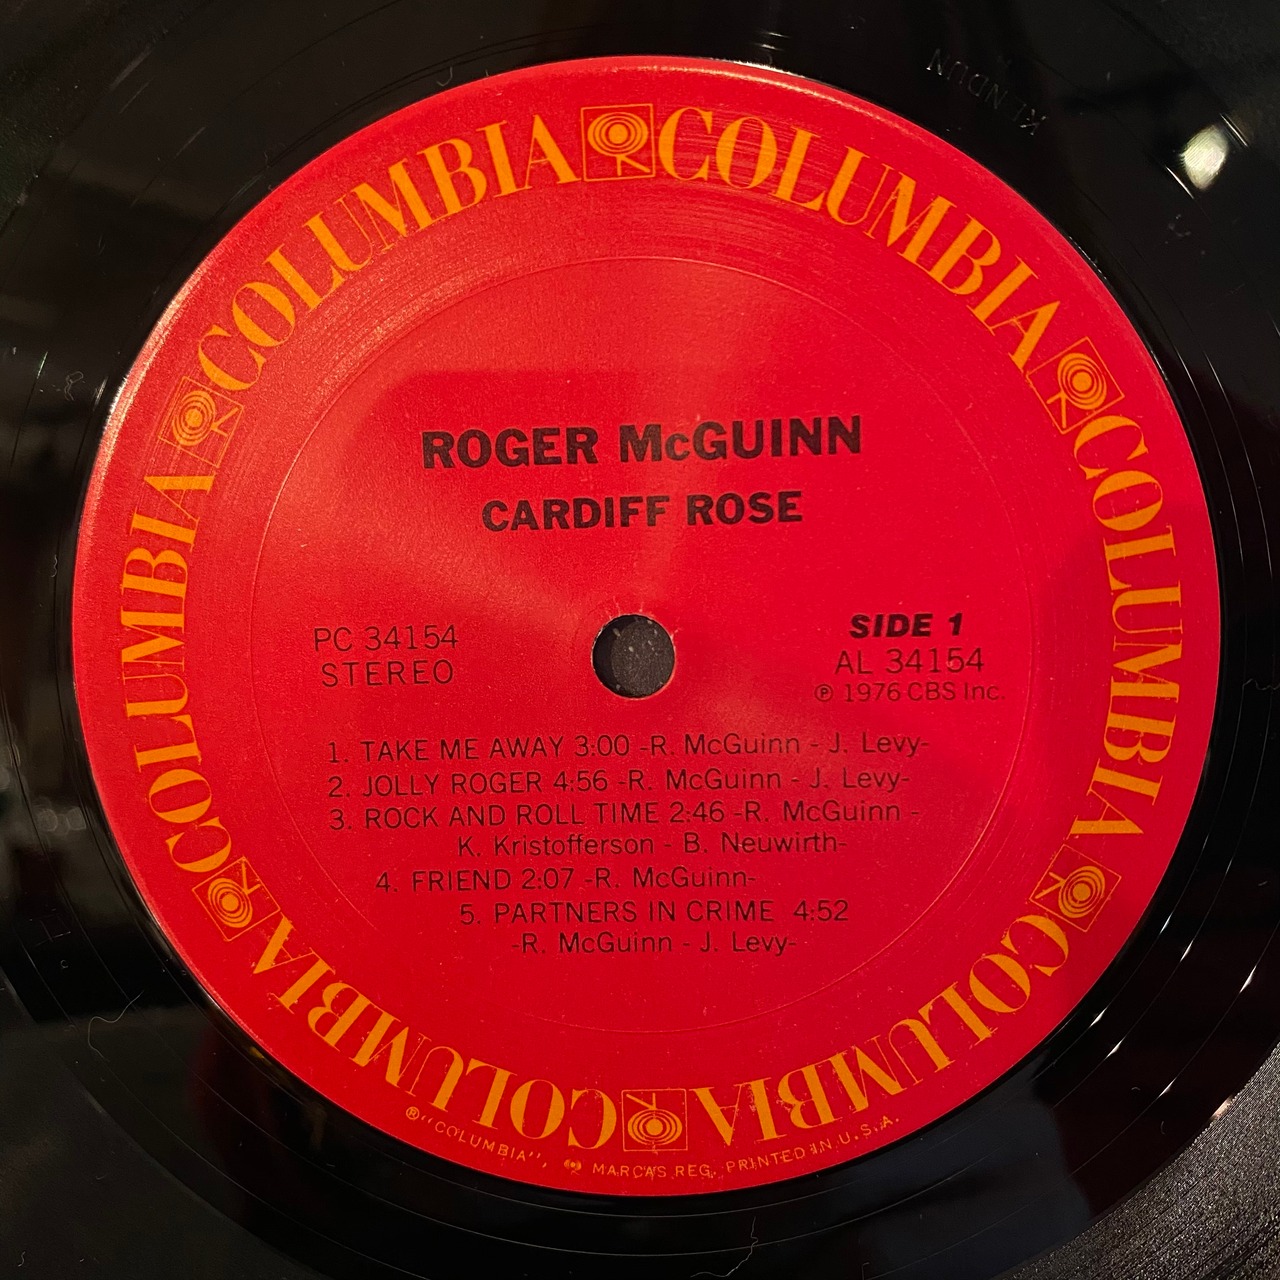 COLUMBIA COLUMBIA COLUMBIA COLUMBIA COLUMBIA COLUMBIA
ROGER McGUINN
CARDIFF ROSE
PC 34154
STEREO
SIDE 1
AL 34154
℗ 1976 CBS Inc.
1. TAKE ME AWAY 3:00 -R. McGuinn - J. Levy-
2. JOLLY ROGER 4:56 -R. McGuinn - J. Levy-
3. ROCK AND ROLL TIME 2:46 -R. McGuinn -
K. Kristofferson - B. Neuwirth-
4. FRIEND 2:07 -R. McGuinn-
5. PARTNERS IN CRIME 4:52
-R. McGuinn - J. Levy-
®"COLUMBIA", MARCAS REG. PRINTED IN U.S.A.